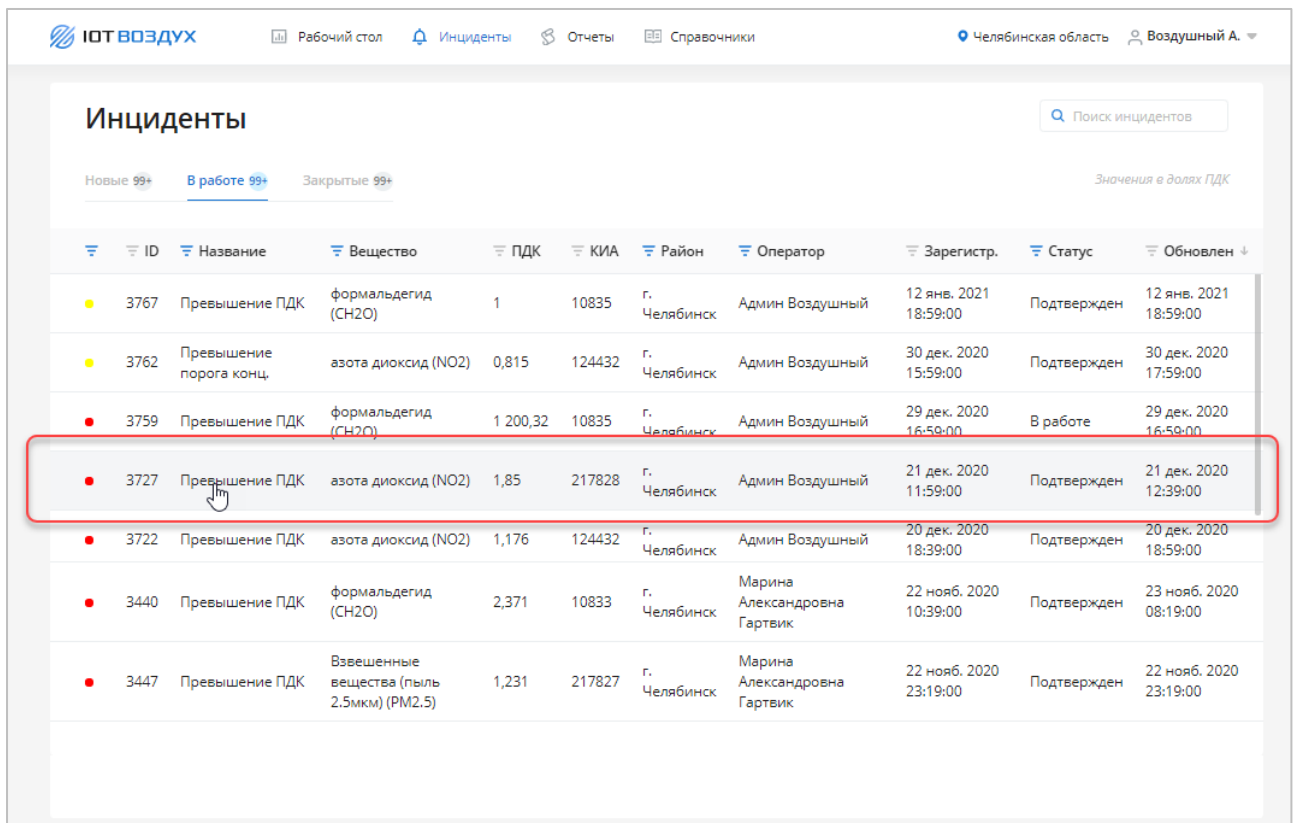 IOT ВОЗДУХ Рабочий стол Инциденты Отчеты Справочники Челябинская область Воздушный А.
Инциденты
Поиск инцидентов
Новые 99+ В работе 99+ Закрытые 99+ Значения в долях ПДК
ID Название Вещество ПДК КИА Район Оператор Зарегистр. Статус Обновлен
3767 Превышение ПДК формальдегид (CH2O) 1 10835 г. Челябинск Админ Воздушный 12 янв. 2021 18:59:00 Подтвержден 12 янв. 2021 18:59:00
3762 Превышение порога конц. азота диоксид (NO2) 0,815 124432 г. Челябинск Админ Воздушный 30 дек. 2020 15:59:00 Подтвержден 30 дек. 2020 17:59:00
3759 Превышение ПДК формальдегид (CH2O) 1 200,32 10835 г. Челябинск Админ Воздушный 29 дек. 2020 16:59:00 В работе 29 дек. 2020 16:59:00
3727 Превышение ПДК азота диоксид (NO2) 1,85 217828 г. Челябинск Админ Воздушный 21 дек. 2020 11:59:00 Подтвержден 21 дек. 2020 12:39:00
3722 Превышение ПДК азота диоксид (NO2) 1,176 124432 г. Челябинск Админ Воздушный 20 дек. 2020 18:39:00 Подтвержден 20 дек. 2020 18:59:00
3440 Превышение ПДК формальдегид (CH2O) 2,371 10833 г. Челябинск Марина Александровна Гартвик 22 нояб. 2020 10:39:00 Подтвержден 23 нояб. 2020 08:19:00
3447 Превышение ПДК Взвешенные вещества (пыль 2.5мкм) (PM2.5) 1,231 217827 г. Челябинск Марина Александровна Гартвик 22 нояб. 2020 23:19:00 Подтвержден 22 нояб. 2020 23:19:00